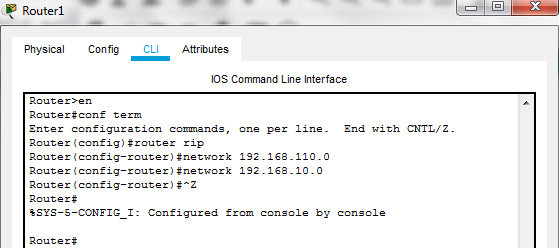 Router1
Physical Config CLI Attributes
IOS Command Line Interface
Router>en
Router#conf term
Enter configuration commands, one per line.  End with CNTL/Z.
Router(config)#router rip
Router(config-router)#network 192.168.110.0
Router(config-router)#network 192.168.10.0
Router(config-router)#^Z
Router#
%SYS-5-CONFIG_I: Configured from console by console
Router#